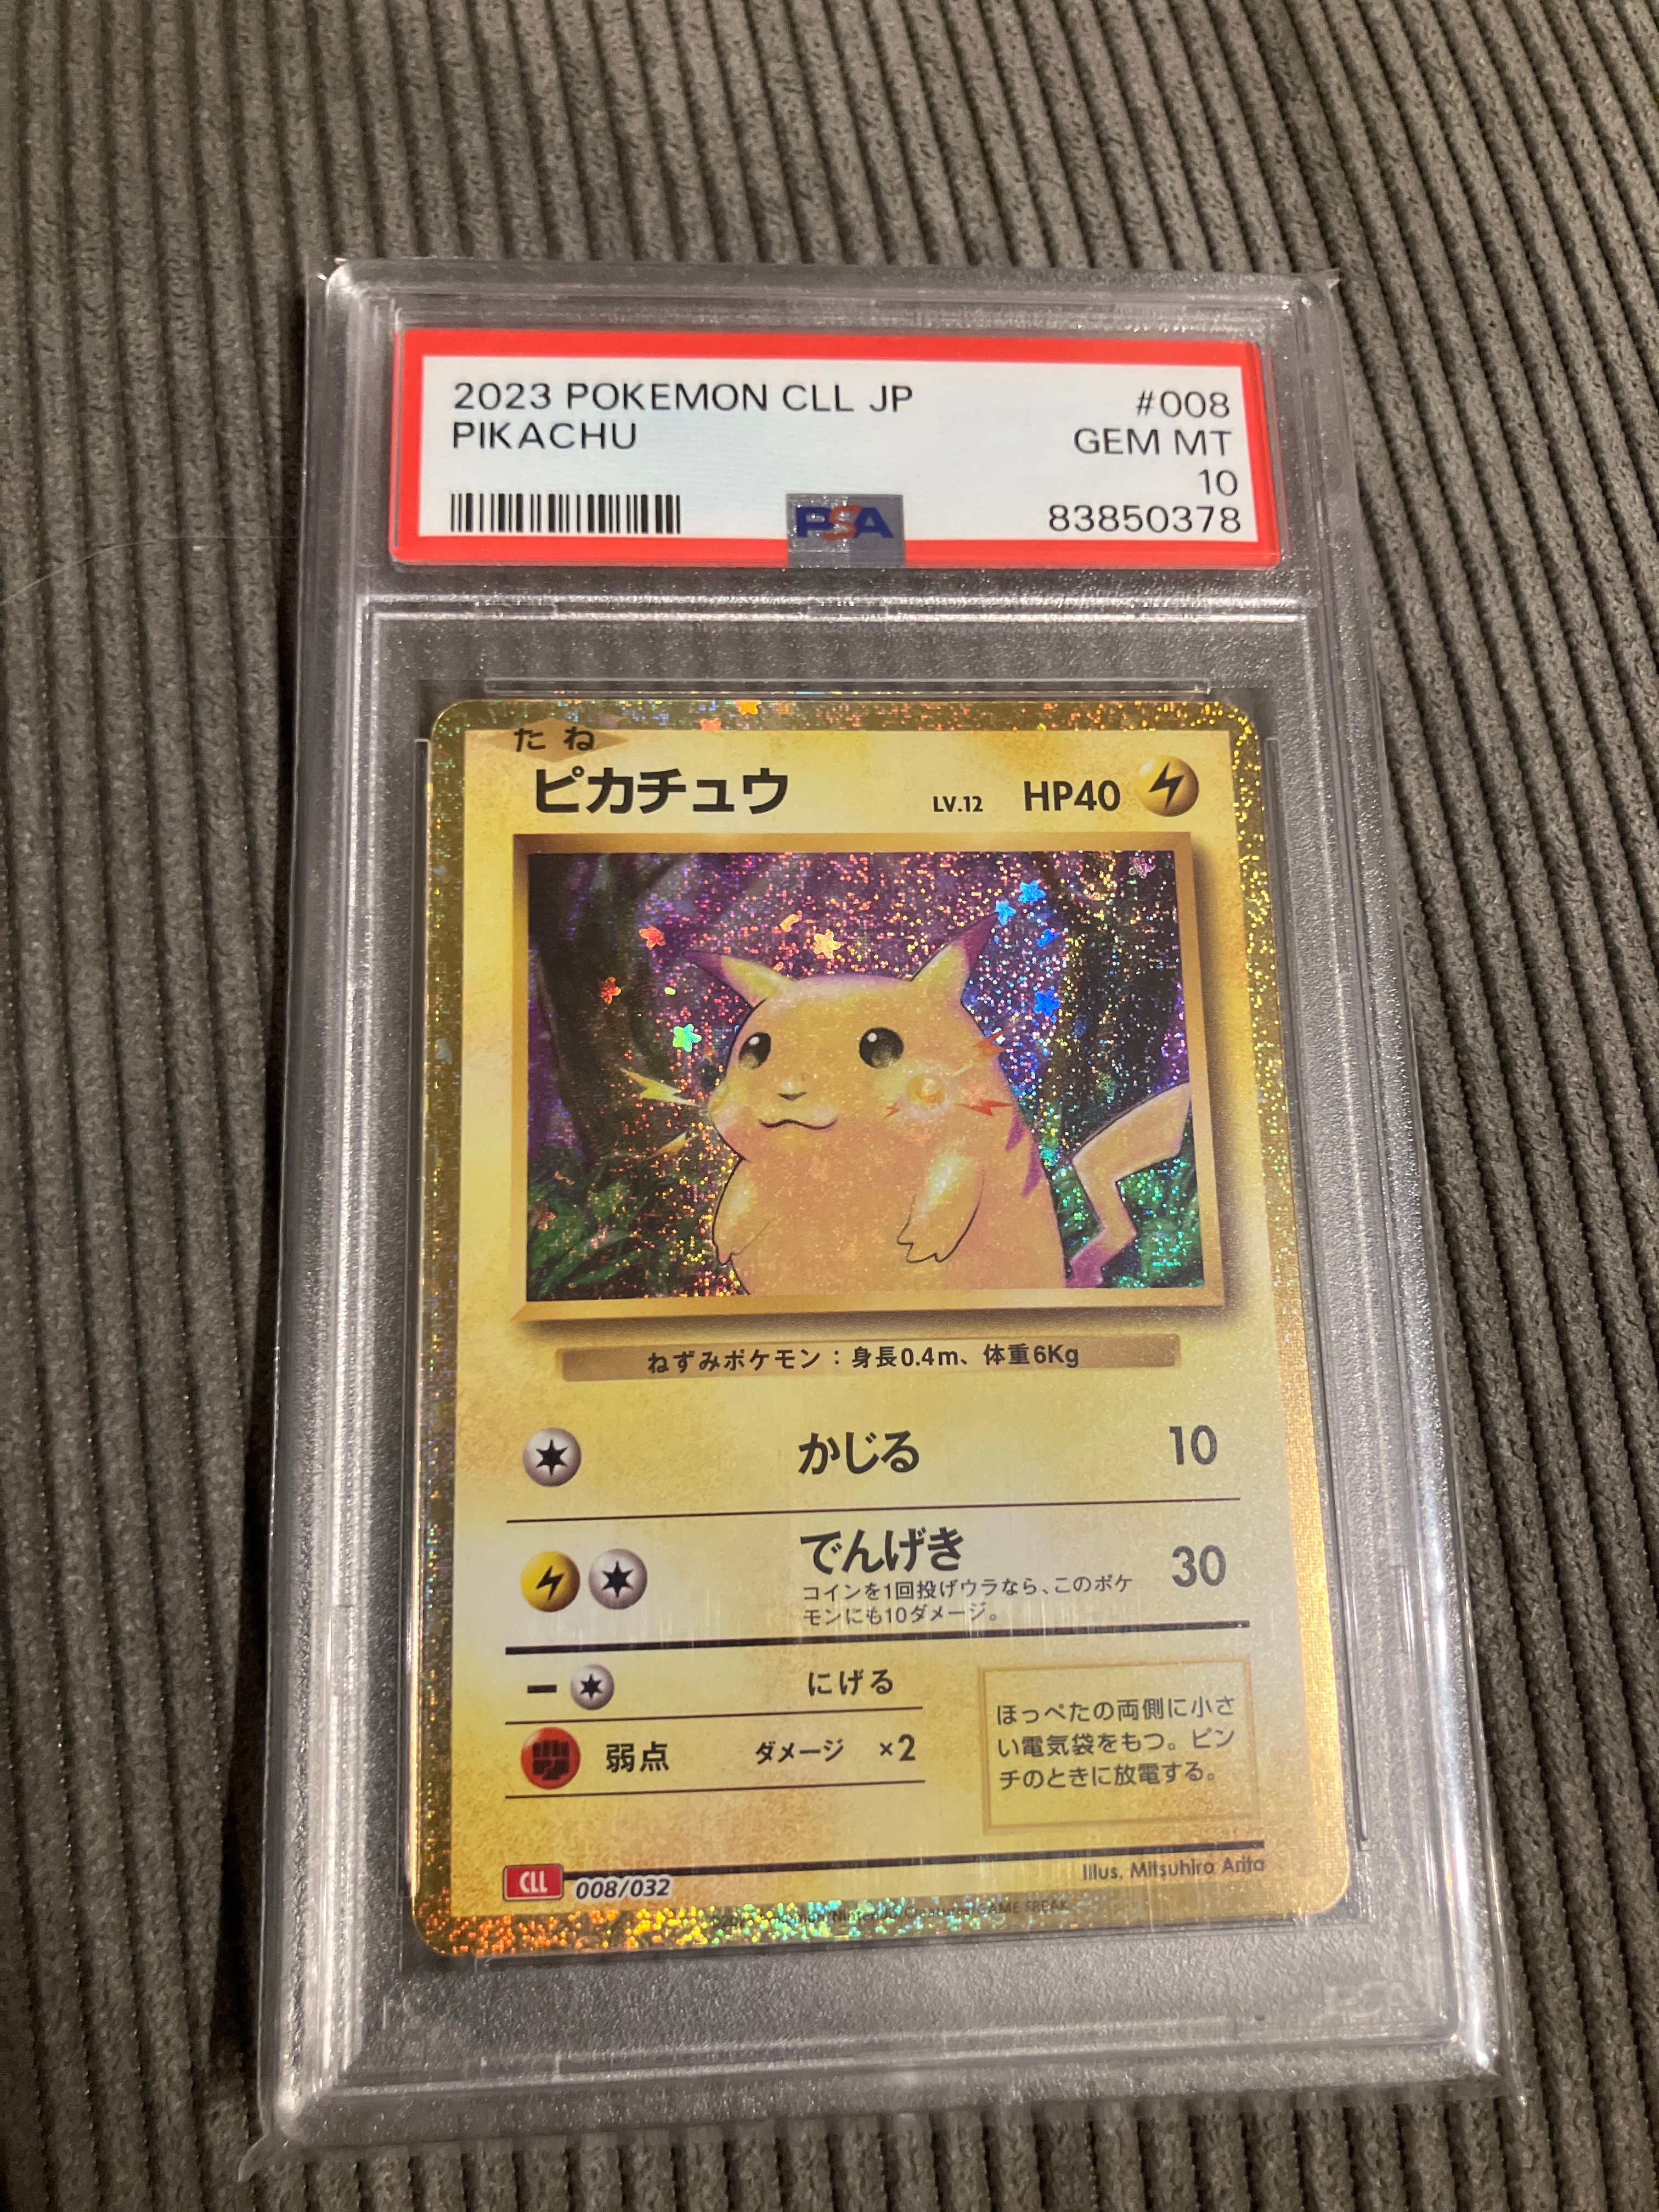 2023 POKEMON CLL JP #008
PIKACHU GEM MT
10
PSA 83850378
たね
ピカチュウ LV.12 HP40
ねずみポケモン：身長0.4m、体重6Kg
かじる 10
でんげき 30
コインを1回投げウラなら、このポケ
モンにも10ダメージ。
にげる
弱点 ダメージ ×2
ほっぺたの両側に小さ
い電気袋をもつ。ピン
チのときに放電する。
CLL 008/032 Illus. Mitsuhiro Arita
Pokémon/Nintendo/Creatures/GAME FREAK
PSA